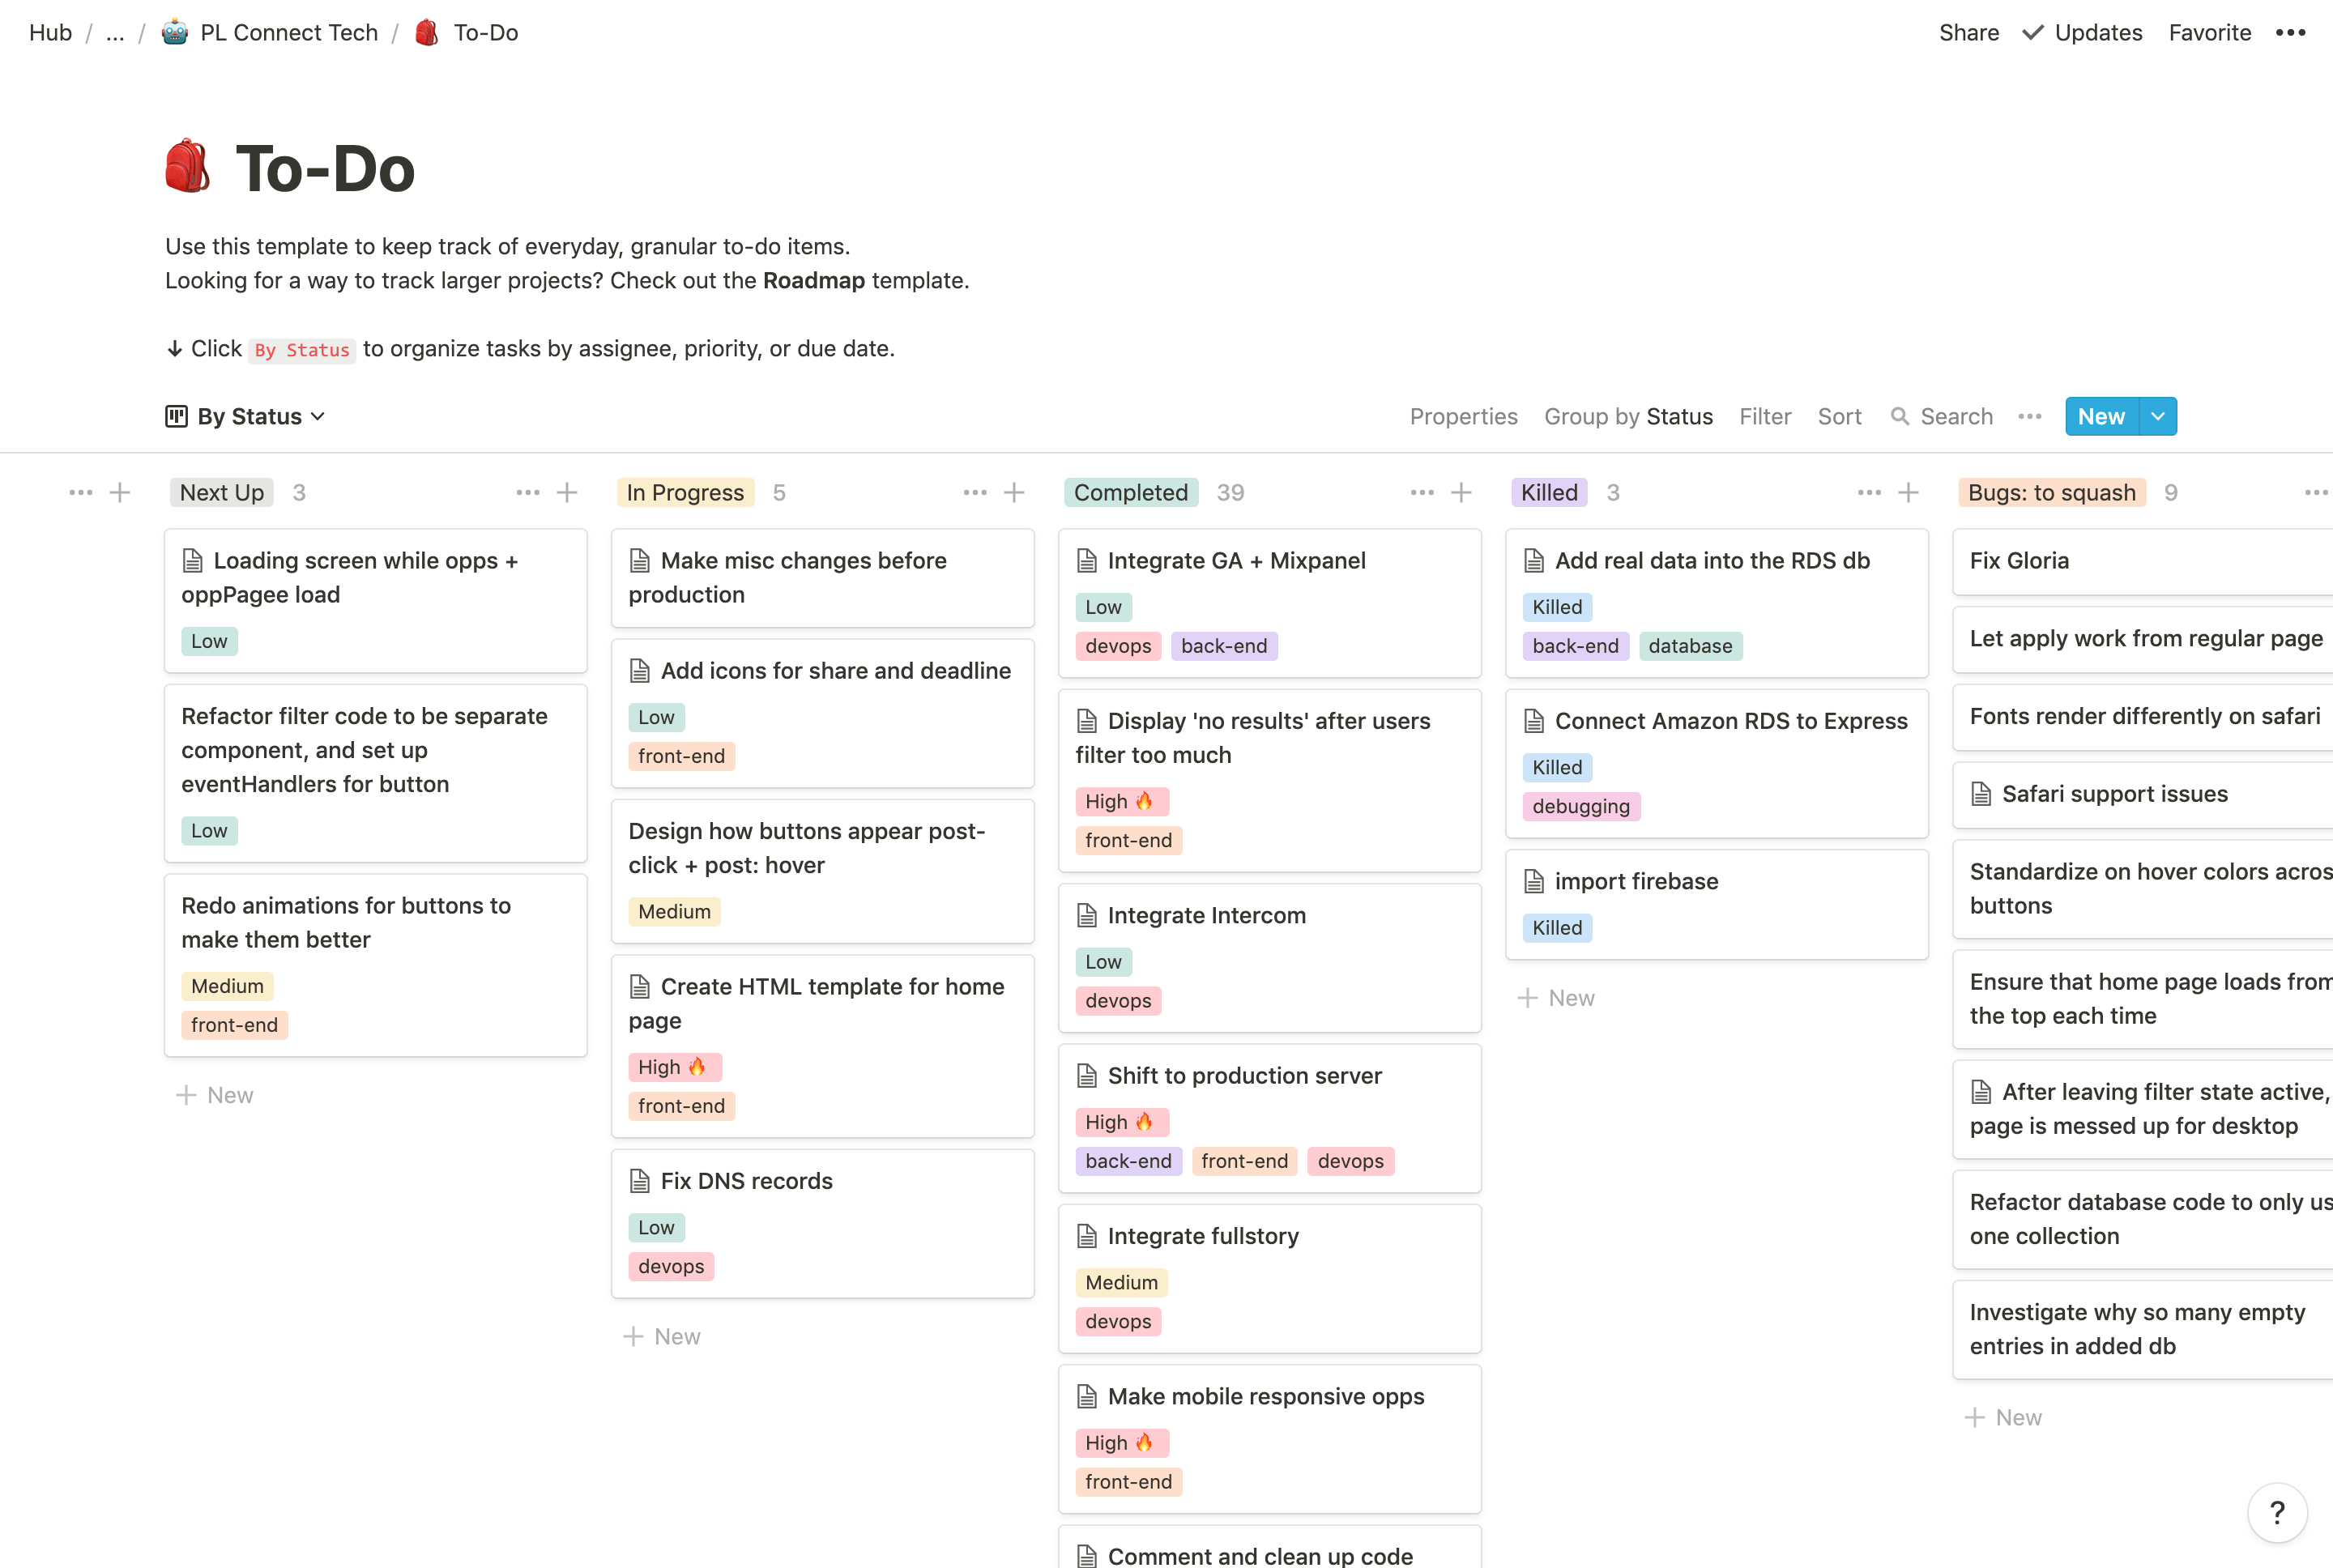 Hub / ... / PL Connect Tech / To-Do
Share Updates Favorite
To-Do
Use this template to keep track of everyday, granular to-do items.
Looking for a way to track larger projects? Check out the Roadmap template.
↓ Click By Status to organize tasks by assignee, priority, or due date.
By Status
Properties Group by Status Filter Sort Search New
Next Up 3
Loading screen while opps +
oppPagee load
Low
Refactor filter code to be separate
component, and set up
eventHandlers for button
Low
Redo animations for buttons to
make them better
Medium
front-end
+ New
In Progress 5
Make misc changes before
production
Add icons for share and deadline
Low
front-end
Design how buttons appear post-
click + post: hover
Medium
Create HTML template for home
page
High 🔥
front-end
Fix DNS records
Low
devops
+ New
Completed 39
Integrate GA + Mixpanel
Low
devops back-end
Display 'no results' after users
filter too much
High 🔥
front-end
Integrate Intercom
Low
devops
Shift to production server
High 🔥
back-end front-end devops
Integrate fullstory
Medium
devops
Make mobile responsive opps
High 🔥
front-end
Comment and clean up code
Killed 3
Add real data into the RDS db
Killed
back-end database
Connect Amazon RDS to Express
Killed
debugging
import firebase
Killed
+ New
Bugs: to squash 9
Fix Gloria
Let apply work from regular page
Fonts render differently on safari
Safari support issues
Standardize on hover colors acros
buttons
Ensure that home page loads from
the top each time
After leaving filter state active,
page is messed up for desktop
Refactor database code to only us
one collection
Investigate why so many empty
entries in added db
+ New
?